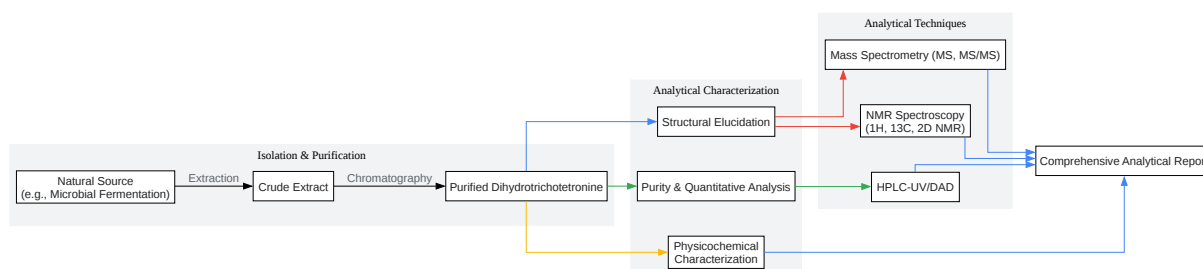 Analytical Techniques
Mass Spectrometry (MS, MS/MS)
Analytical Characterization
Structural Elucidation
NMR Spectroscopy
(1H, 13C, 2D NMR)
Isolation & Purification
Natural Source
(e.g., Microbial Fermentation)
Extraction
Crude Extract
Chromatography
Purified Dihydrotrichotetronine
Purity & Quantitative Analysis
HPLC-UV/DAD
Comprehensive Analytical Repor
Physicochemical
Characterization